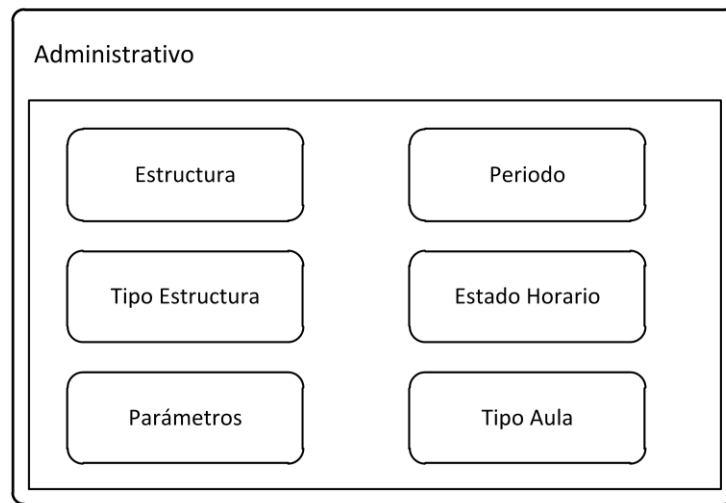 Administrativo
Estructura
Periodo
Tipo Estructura
Estado Horario
Parámetros
Tipo Aula